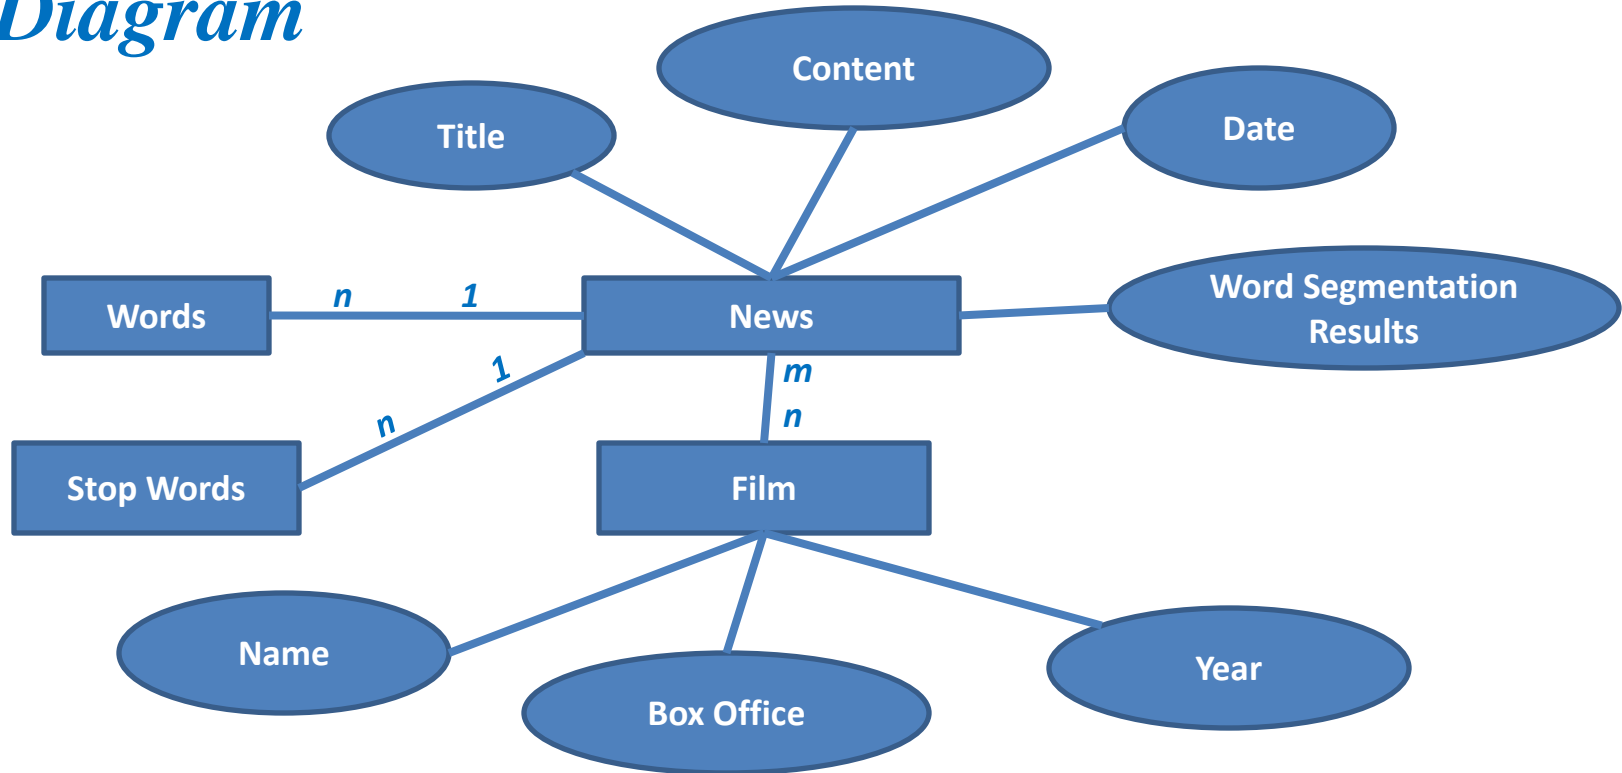 Diagram
Content
Title
Date
Word Segmentation
Results
Words
n
1
News
1
n
m
n
Stop Words
Film
Name
Box Office
Year